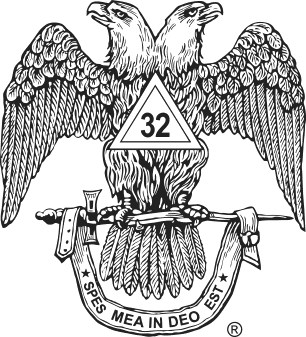 32
★ SPES MEA IN DEO EST ★
®